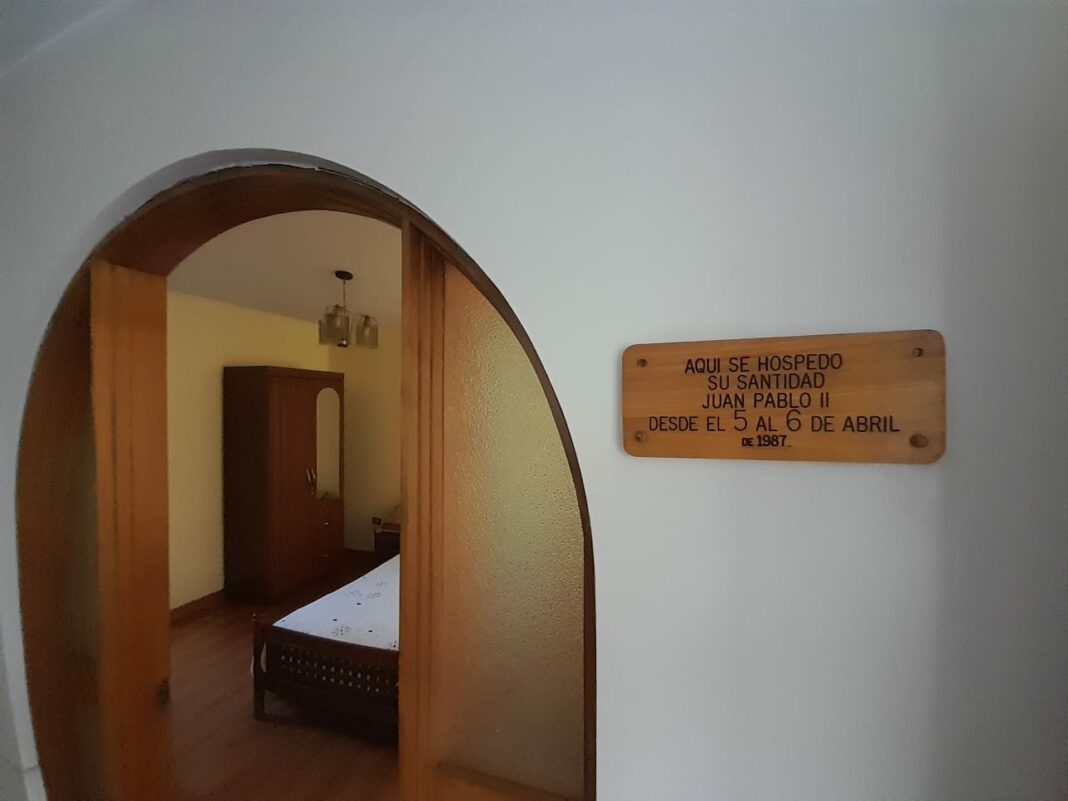 AQUI SE HOSPEDO
SU SANTIDAD
JUAN PABLO II
DESDE EL 5 AL 6 DE ABRIL
DE 1987.